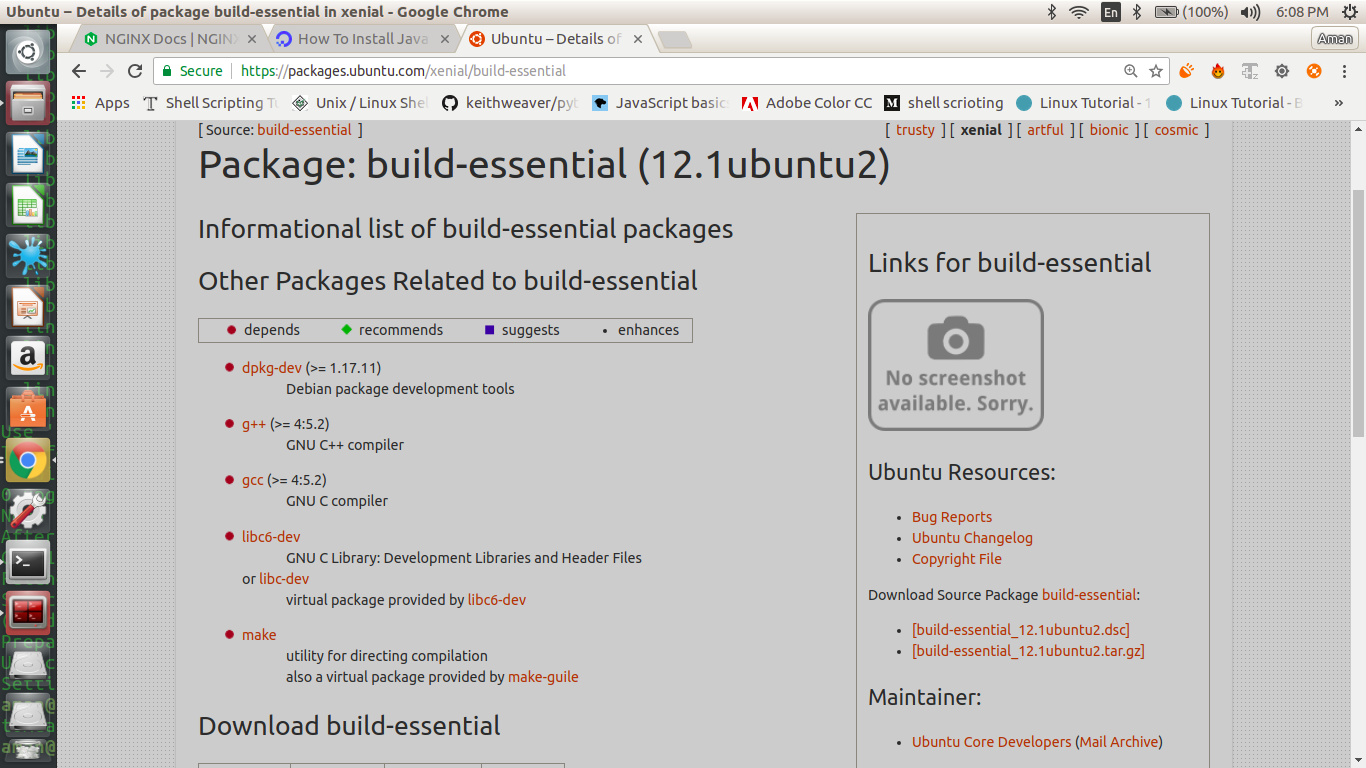 Ubuntu – Details of package build-essential in xenial - Google Chrome
En
(100%)
6:08 PM
NGINX Docs | NGINX
How To Install Java
Ubuntu – Details of
Aman
Secure
https://packages.ubuntu.com/xenial/build-essential
Apps
Shell Scripting Tu
Unix / Linux Shel
keithweaver/pyt
JavaScript basics
Adobe Color CC
shell scrioting
Linux Tutorial - 1
Linux Tutorial - B
»
[ Source: build-essential ]
[ trusty ] [ xenial ] [ artful ] [ bionic ] [ cosmic ]
Package: build-essential (12.1ubuntu2)
Informational list of build-essential packages
Other Packages Related to build-essential
depends
recommends
suggests
enhances
dpkg-dev (>= 1.17.11)
Debian package development tools
g++ (>= 4:5.2)
GNU C++ compiler
gcc (>= 4:5.2)
GNU C compiler
libc6-dev
GNU C Library: Development Libraries and Header Files
or libc-dev
virtual package provided by libc6-dev
make
utility for directing compilation
also a virtual package provided by make-guile
Download build-essential
Links for build-essential
No screenshot
available. Sorry.
Ubuntu Resources:
Bug Reports
Ubuntu Changelog
Copyright File
Download Source Package build-essential:
[build-essential_12.1ubuntu2.dsc]
[build-essential_12.1ubuntu2.tar.gz]
Maintainer:
Ubuntu Core Developers (Mail Archive)